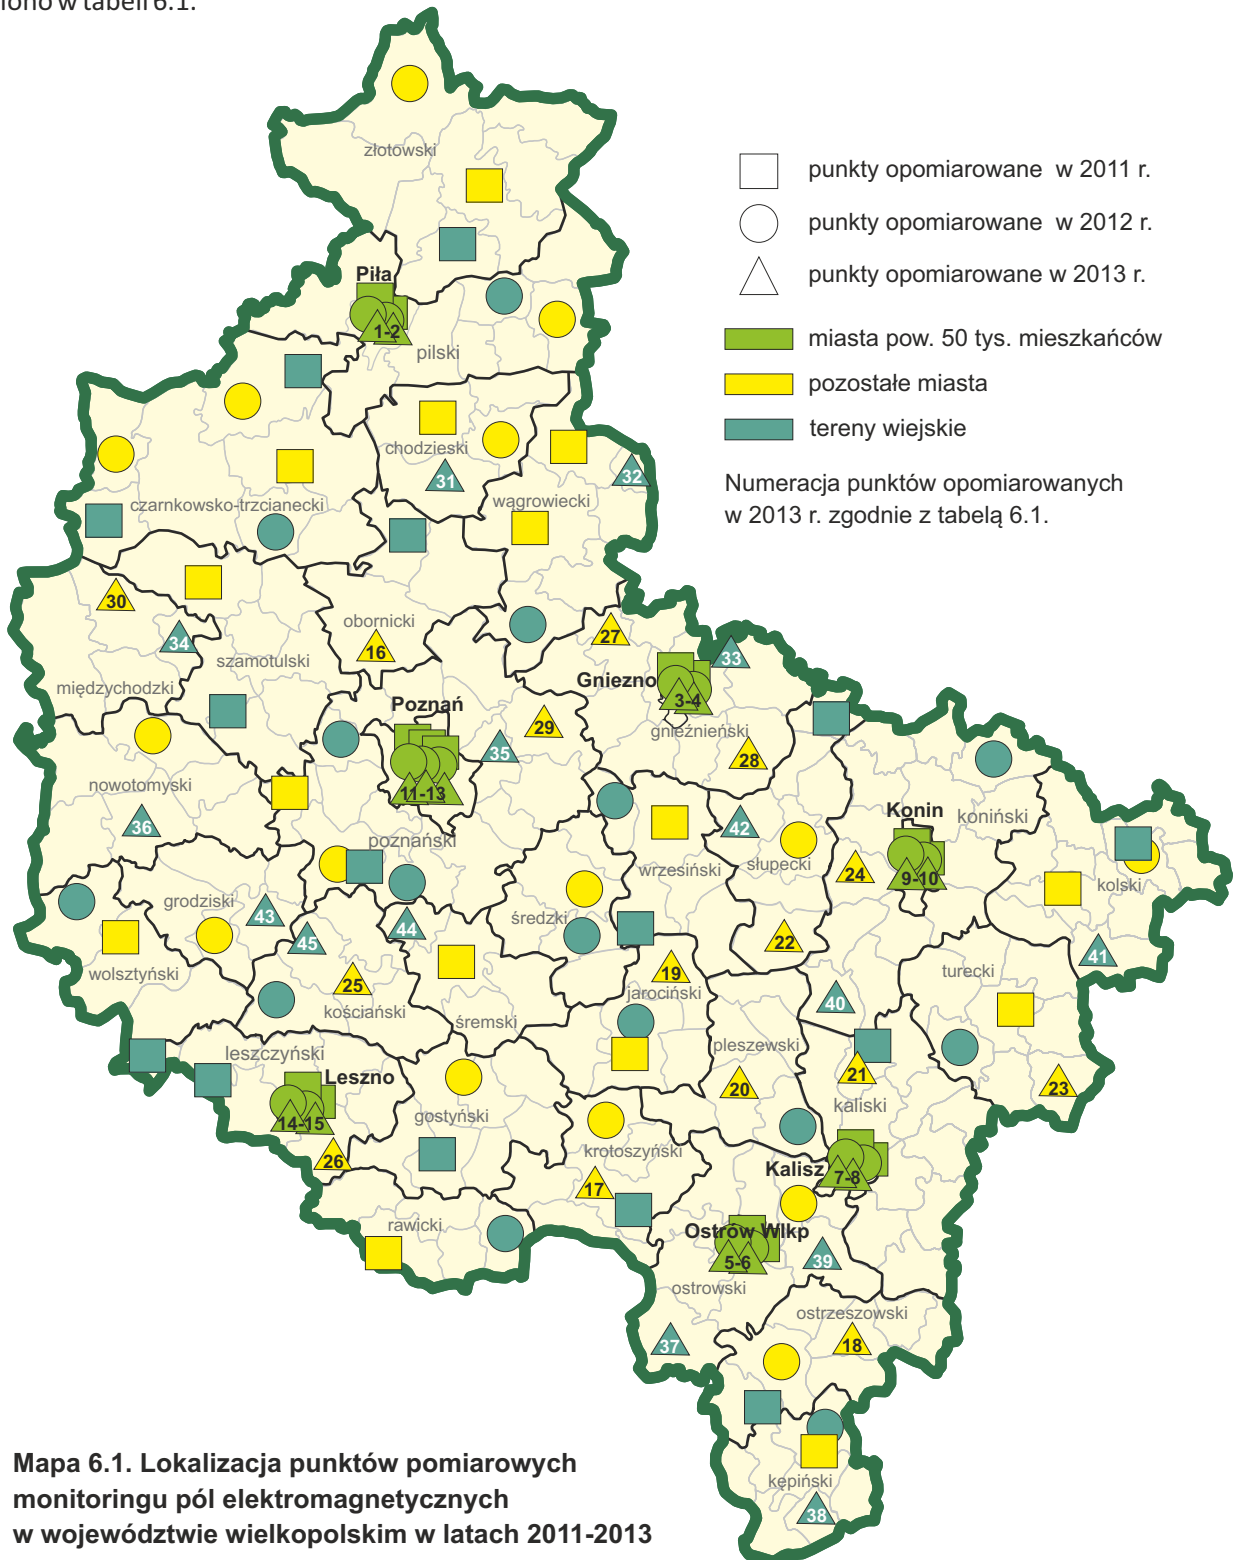 iono w tabeli 6.1.
złotowski
punkty opomiarowane w 2011 r.
punkty opomiarowane w 2012 r.
punkty opomiarowane w 2013 r.
miasta pow. 50 tys. mieszkańców
pozostałe miasta
tereny wiejskie
Numeracja punktów opomiarowanych
w 2013 r. zgodnie z tabelą 6.1.
Piła
1-2
pilski
chodzieski
31
32
wągrowiecki
czarnkowsko-trzcianecki
30
34
obornicki
16
27
szamotulski
międzychodzki
Gniezno
33
3-4
gnieźnieński
Poznań
29
35
28
11-13
nowotomyski
36
poznański
42
wrzesiński
słupecki
Konin
koniński
24
9-10
kolski
grodziski
43
45
44
średzki
22
wolsztyński
25
kościański
śremski
19
jarociński
turecki
41
40
leszczyński
Leszno
14-15
26
gostyński
pleszewski
20
21
kaliski
23
krotoszyński
17
Kalisz
7-8
rawicki
Ostrów Wlkp
5-6
39
ostrowski
37
ostrzeszowski
18
kępiński
38
Mapa 6.1. Lokalizacja punktów pomiarowych
monitoringu pól elektromagnetycznych
w województwie wielkopolskim w latach 2011-2013